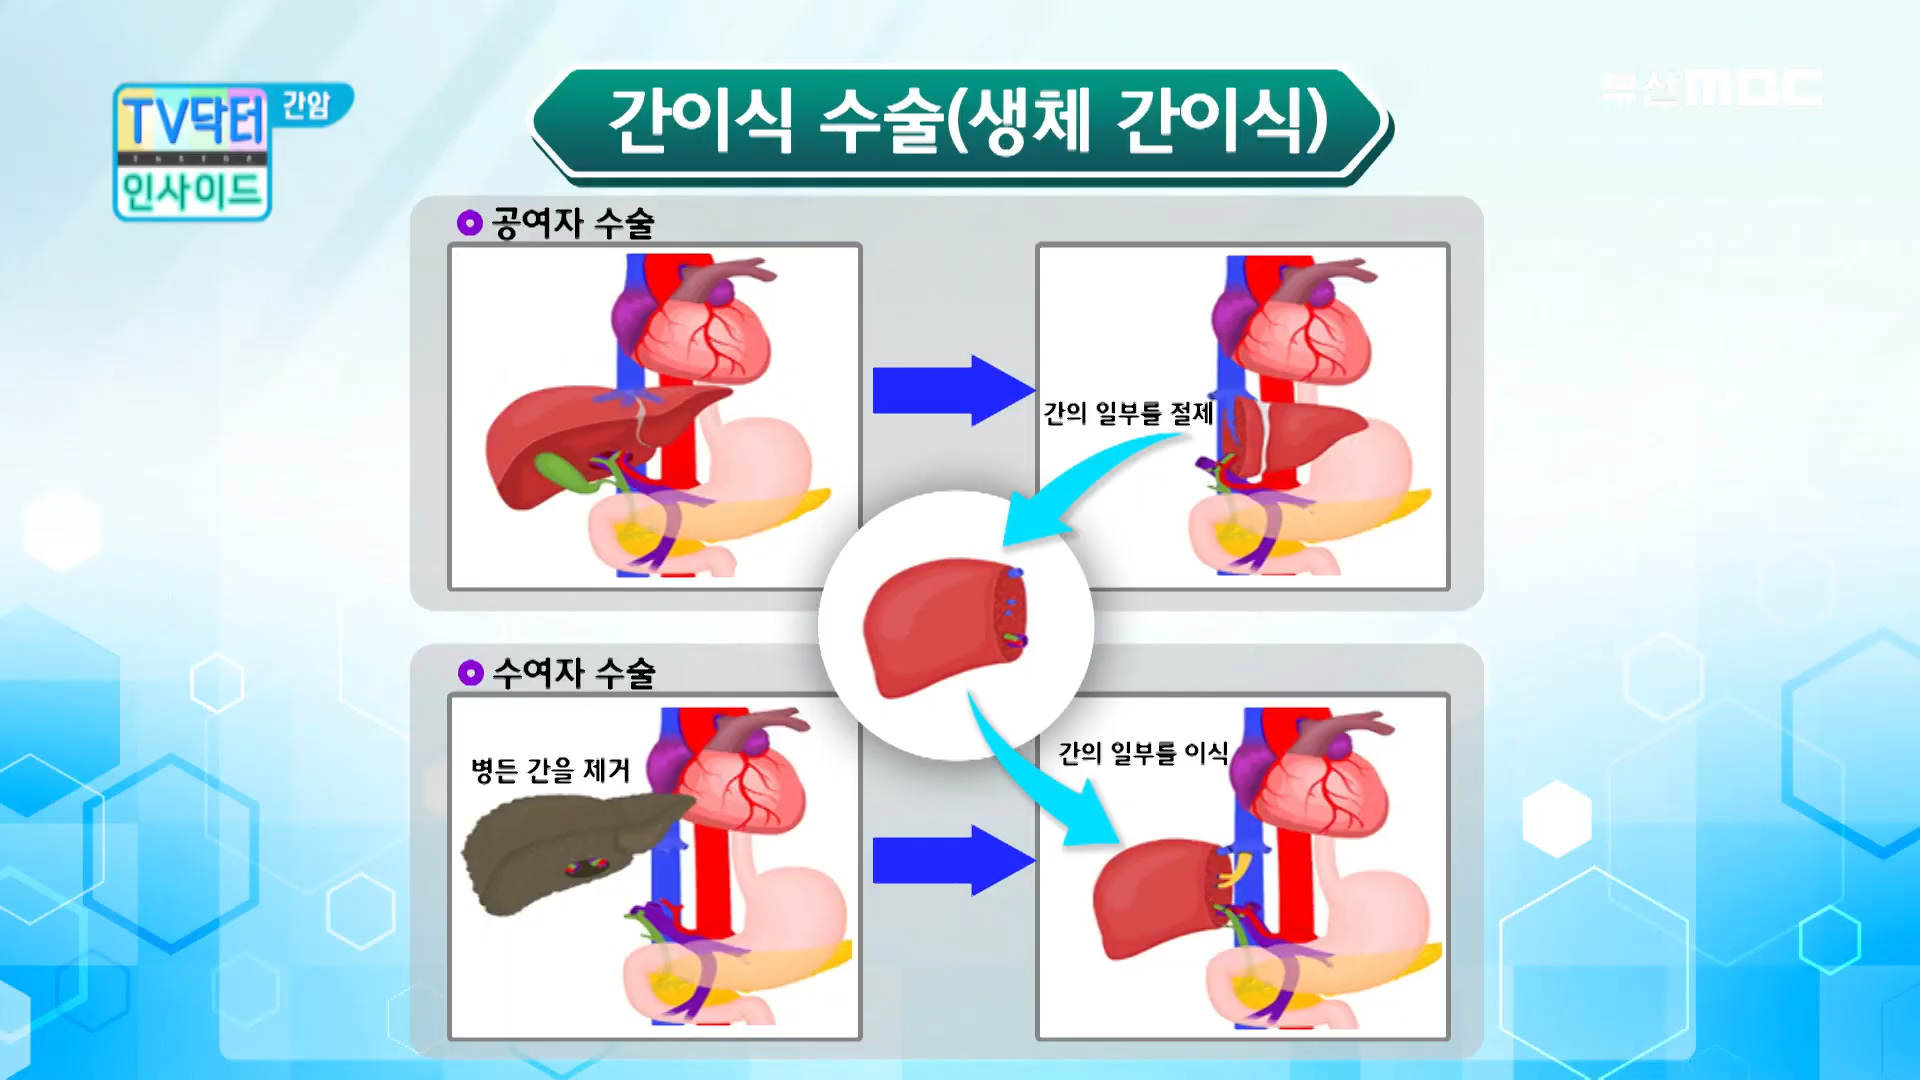 간이식 수술(생체 간이식)
부산MBC
TV닥터
간암
인사이드
공여자 수술
간의 일부를 절제
수여자 수술
병든 간을 제거
간의 일부를 이식